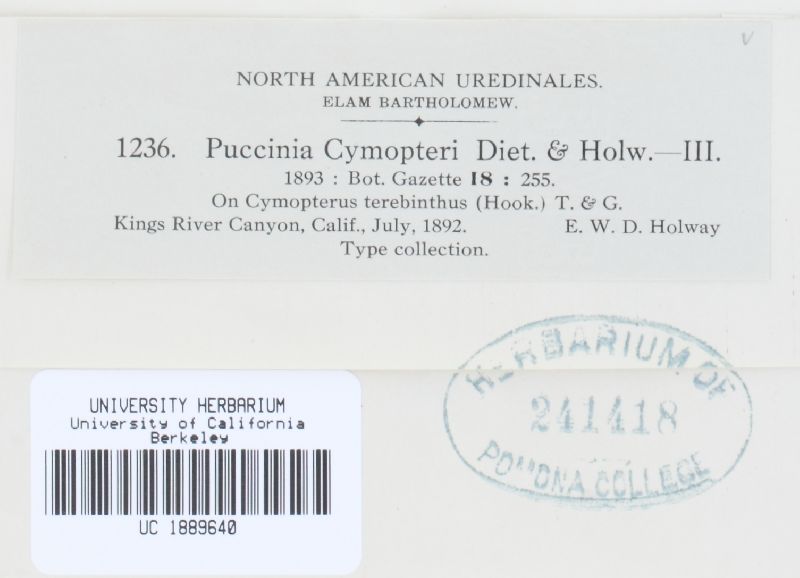 v
NORTH AMERICAN UREDINALES.
ELAM BARTHOLOMEW.
1236. Puccinia Cymopteri Diet. & Holw.—III.
1893 : Bot. Gazette 18 : 255.
On Cymopterus terebinthus (Hook.) T. & G.
Kings River Canyon, Calif., July, 1892. E. W. D. Holway
Type collection.
HERBARIUM OF
241418
POMONA COLLEGE
UNIVERSITY HERBARIUM
University of California
Berkeley
UC 1889640